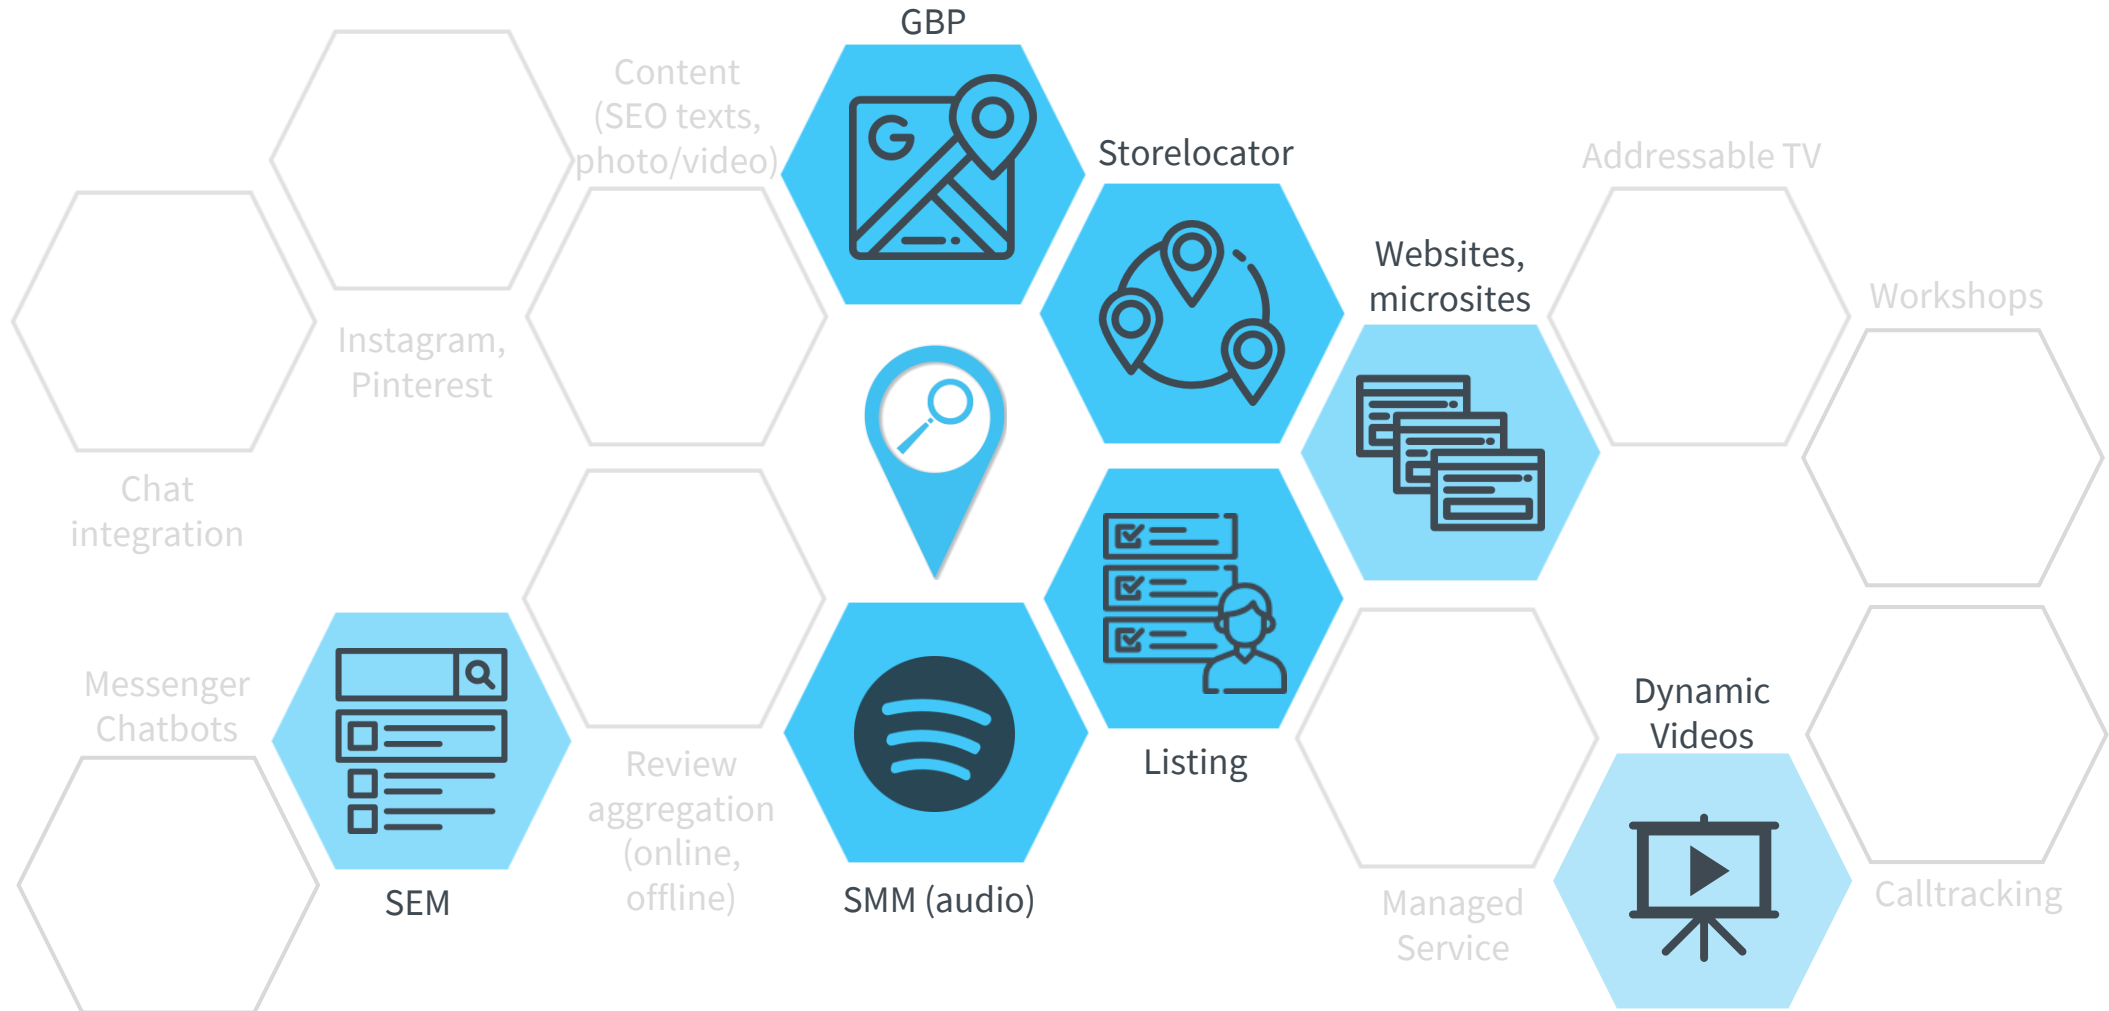 GBP
Content
(SEO texts,
photo/video)
G
Storelocator
Addressable TV
Websites,
microsites
Workshops
Instagram,
Pinterest
Chat
integration
Messenger
Chatbots
Dynamic
Videos
Review
aggregation
(online,
offline)
Listing
SEM
SMM (audio)
Managed
Service
Calltracking